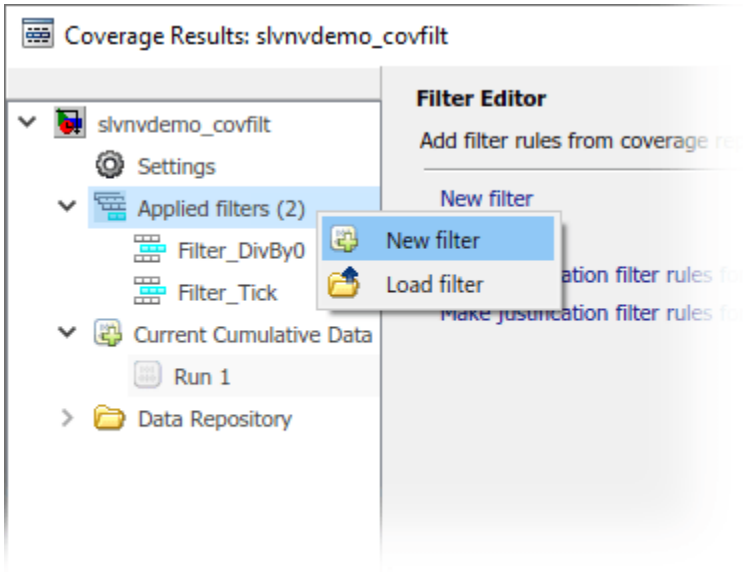 Coverage Results: slvnvdemo_covfilt
slvnvdemo_covfilt
Settings
Applied filters (2)
Filter_DivBy0
Filter_Tick
Current Cumulative Data
Run 1
Data Repository
Filter Editor
Add filter rules from coverage
New filter
New filter
Load filter
filter rules
Make justification filter rules